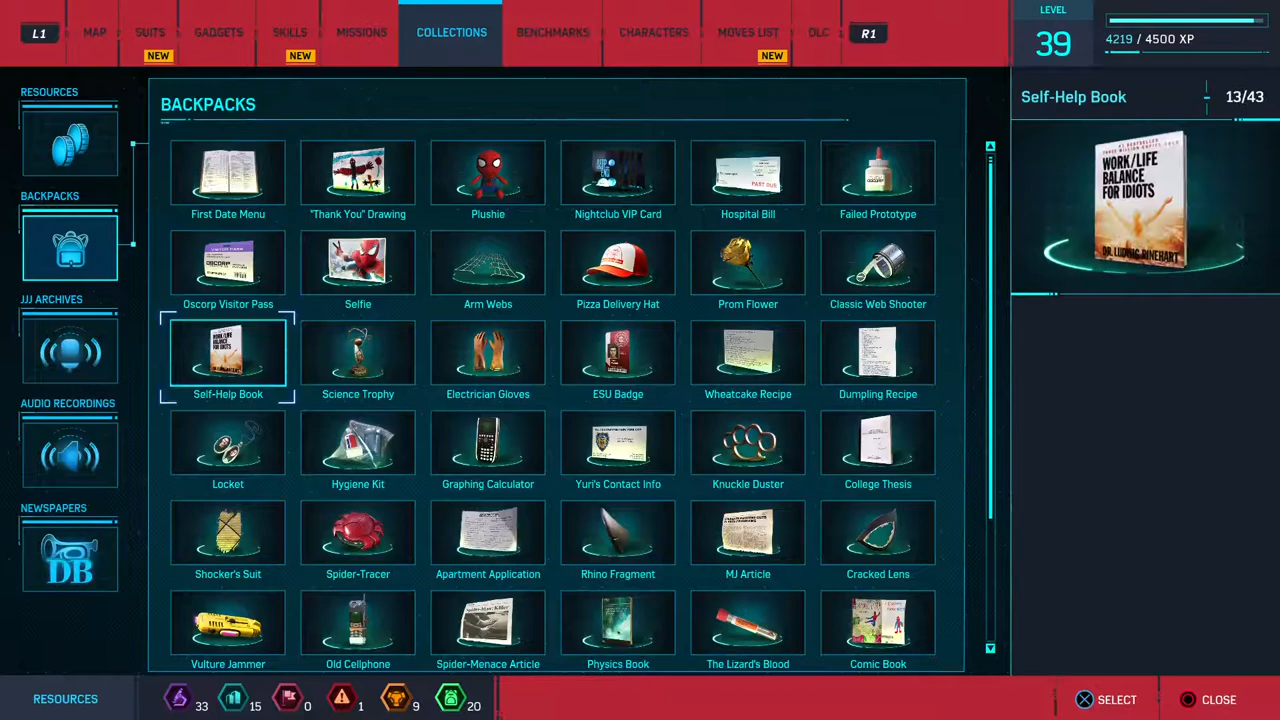 L1
MAP
SUITS
GADGETS
SKILLS
MISSIONS
COLLECTIONS
BENCHMARKS
CHARACTERS
MOVES LIST
DLC
R1
NEW
NEW
NEW
LEVEL
39
4219 / 4500 XP
RESOURCES
BACKPACKS
JJJ ARCHIVES
AUDIO RECORDINGS
NEWSPAPERS
DB
BACKPACKS
First Date Menu
"Thank You" Drawing
Plushie
Nightclub VIP Card
Hospital Bill
Failed Prototype
Oscorp Visitor Pass
Selfie
Arm Webs
Pizza Delivery Hat
Prom Flower
Classic Web Shooter
Self-Help Book
Science Trophy
Electrician Gloves
ESU Badge
Wheatcake Recipe
Dumpling Recipe
Locket
Hygiene Kit
Graphing Calculator
Yuri's Contact Info
Knuckle Duster
College Thesis
Shocker's Suit
Spider-Tracer
Apartment Application
Rhino Fragment
MJ Article
Cracked Lens
Vulture Jammer
Old Cellphone
Spider-Menace Article
Physics Book
The Lizard's Blood
Comic Book
Self-Help Book
13/43
WORK/LIFE
BALANCE
FOR IDIOTS
DR. LUDWIG RINEHART
RESOURCES
33
15
0
1
9
20
SELECT
CLOSE